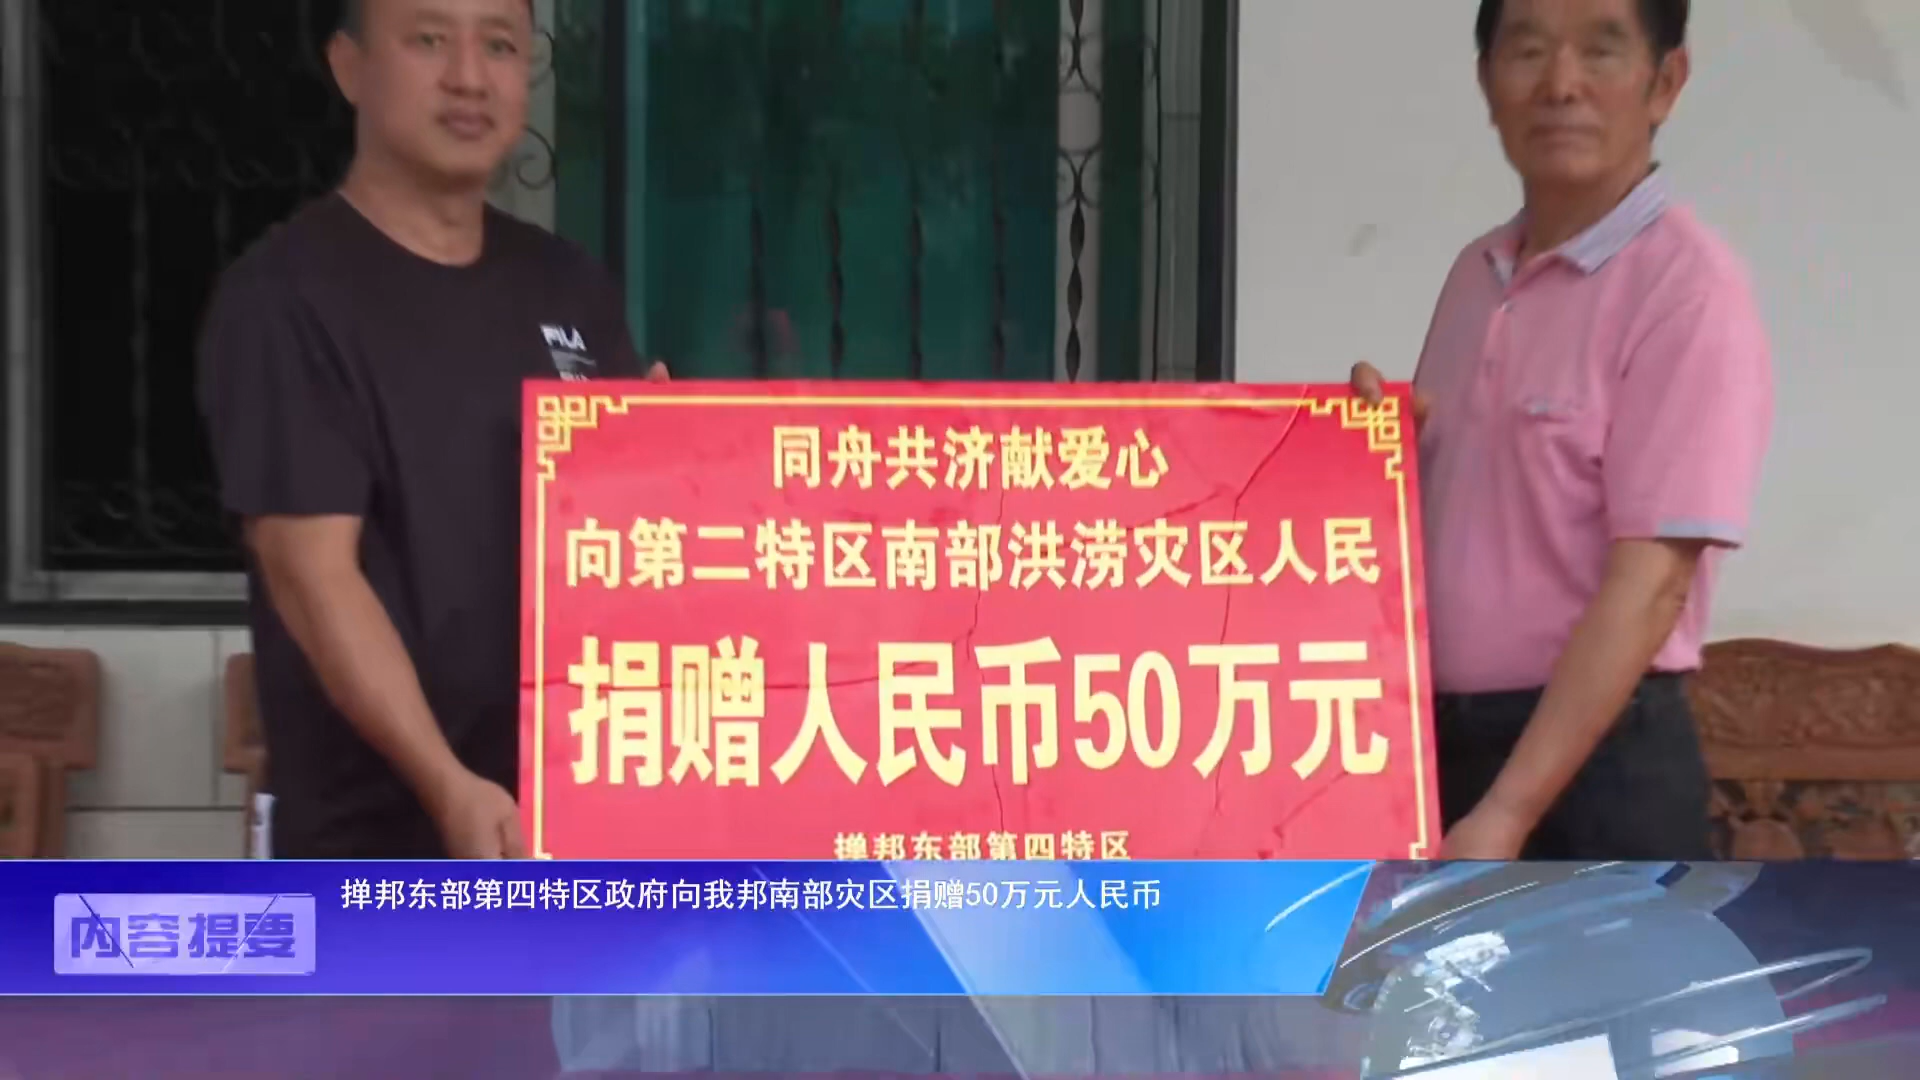 FILA
同舟共济献爱心
向第二特区南部洪涝灾区人民
捐赠人民币50万元
掸邦东部第四特区
掸邦东部第四特区政府向我邦南部灾区捐赠50万元人民币
内容提要